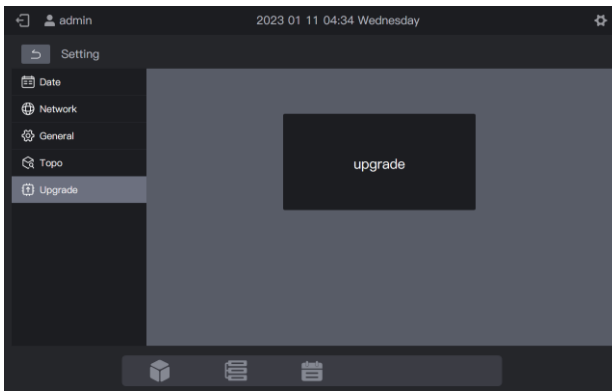 admin
2023 01 11 04:34 Wednesday
Setting
Date
Network
General
Topo
Upgrade
upgrade